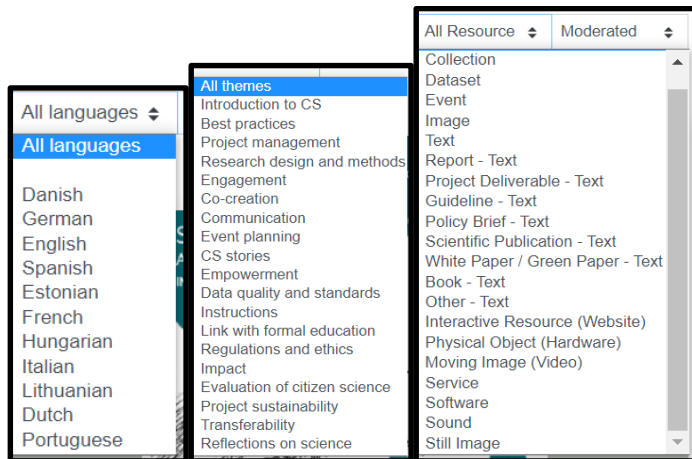 All languages
All languages
Danish
German
English
Spanish
Estonian
French
Hungarian
Italian
Lithuanian
Dutch
Portuguese
All themes
Introduction to CS
Best practices
Project management
Research design and methods
Engagement
Co-creation
Communication
Event planning
CS stories
Empowerment
Data quality and standards
Instructions
Link with formal education
Regulations and ethics
Impact
Evaluation of citizen science
Project sustainability
Transferability
Reflections on science
All Resource Moderated
Collection
Dataset
Event
Image
Text
Report - Text
Project Deliverable - Text
Guideline - Text
Policy Brief - Text
Scientific Publication - Text
White Paper / Green Paper - Text
Book - Text
Other - Text
Interactive Resource (Website)
Physical Object (Hardware)
Moving Image (Video)
Service
Software
Sound
Still Image